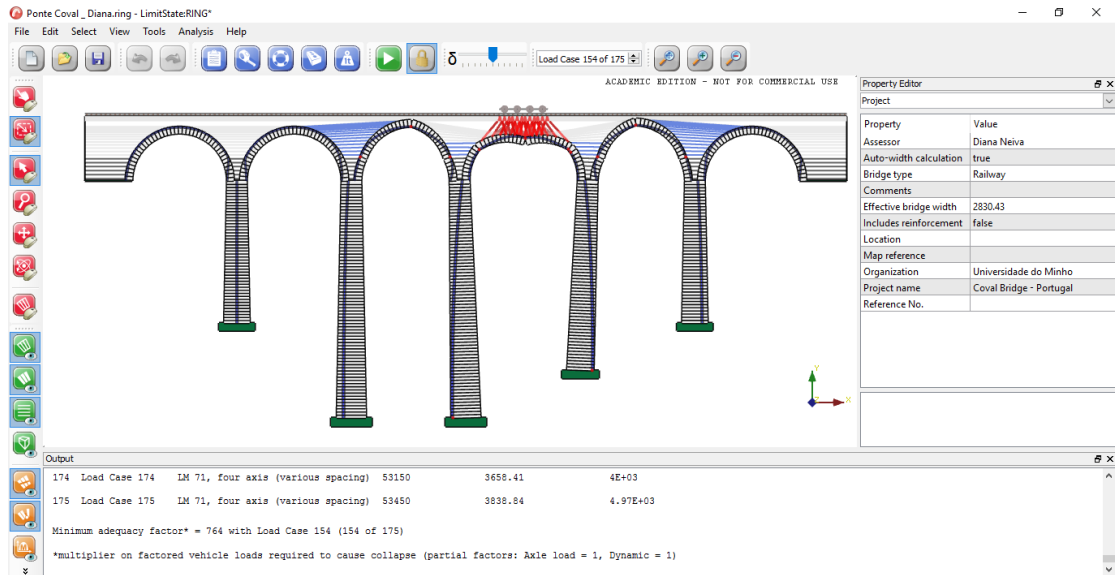 Ponte Coval _ Diana.ring - LimitState:RING*
File Edit Select View Tools Analysis Help
δ Load Case 154 of 175
ACADEMIC EDITION - NOT FOR COMMERCIAL USE
Property Editor
Project
Property Value
Assessor Diana Neiva
Auto-width calculation true
Bridge type Railway
Comments
Effective bridge width 2830.43
Includes reinforcement false
Location
Map reference
Organization Universidade do Minho
Project name Coval Bridge - Portugal
Reference No.
Y
X
Output
174 Load Case 174 LM 71, four axis (various spacing) 53150 3658.41 4E+03
175 Load Case 175 LM 71, four axis (various spacing) 53450 3838.84 4.97E+03
Minimum adequacy factor* = 764 with Load Case 154 (154 of 175)
*multiplier on factored vehicle loads required to cause collapse (partial factors: Axle load = 1, Dynamic = 1)